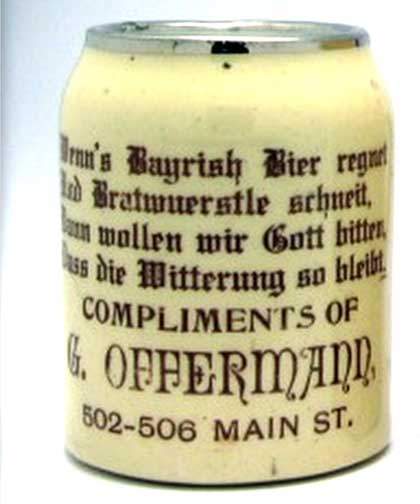 Wenn's Bayrish Bier regnet
Und Bratwuerstle schneit,
Dann wollen wir Gott bitten,
Dass die Witterung so bleibt.
COMPLIMENTS OF
G. OFFERMANN,
502-506 MAIN ST.